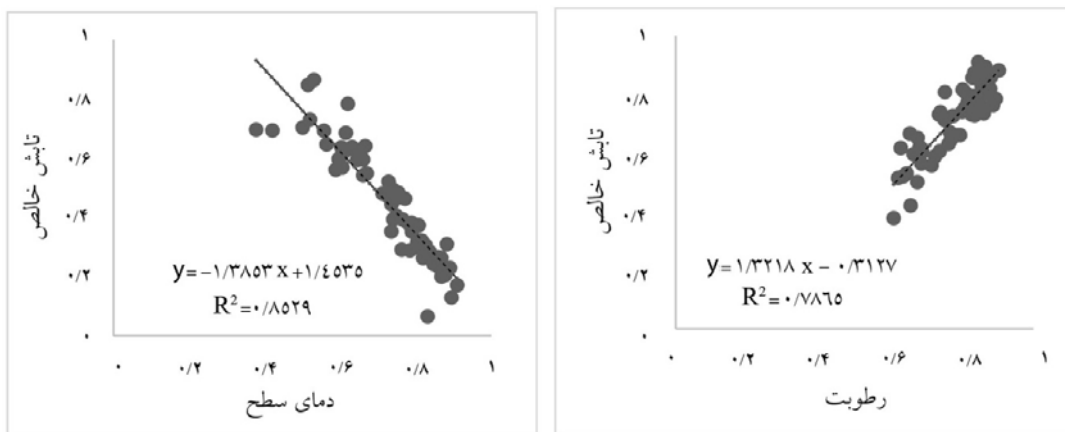 ۱
۰/۸
۰/۶
۰/۴
۰/۲
۰
تابش خالص
y=-۱/۳۸۵۳ x+۱/٤٥۳٥
R²=۰/۸٥۲۹
۰ ۰/۲ ۰/۴ ۰/۶ ۰/۸ ۱
دمای سطح
۱
۰/۸
۰/۶
۰/۴
۰/۲
۰
تابش خالص
y=۱/۳۲۱۸ x - ۰/۳۱۲۷
R²=۰/۷۸٦٥
۰ ۰/۲ ۰/۴ ۰/۶ ۰/۸ ۱
رطوبت